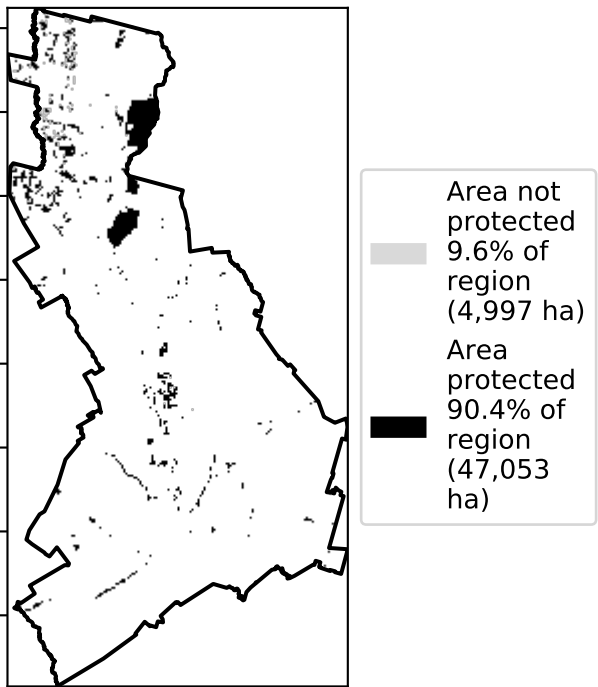 Area not
protected
9.6% of
region
(4,997 ha)
Area
protected
90.4% of
region
(47,053
ha)